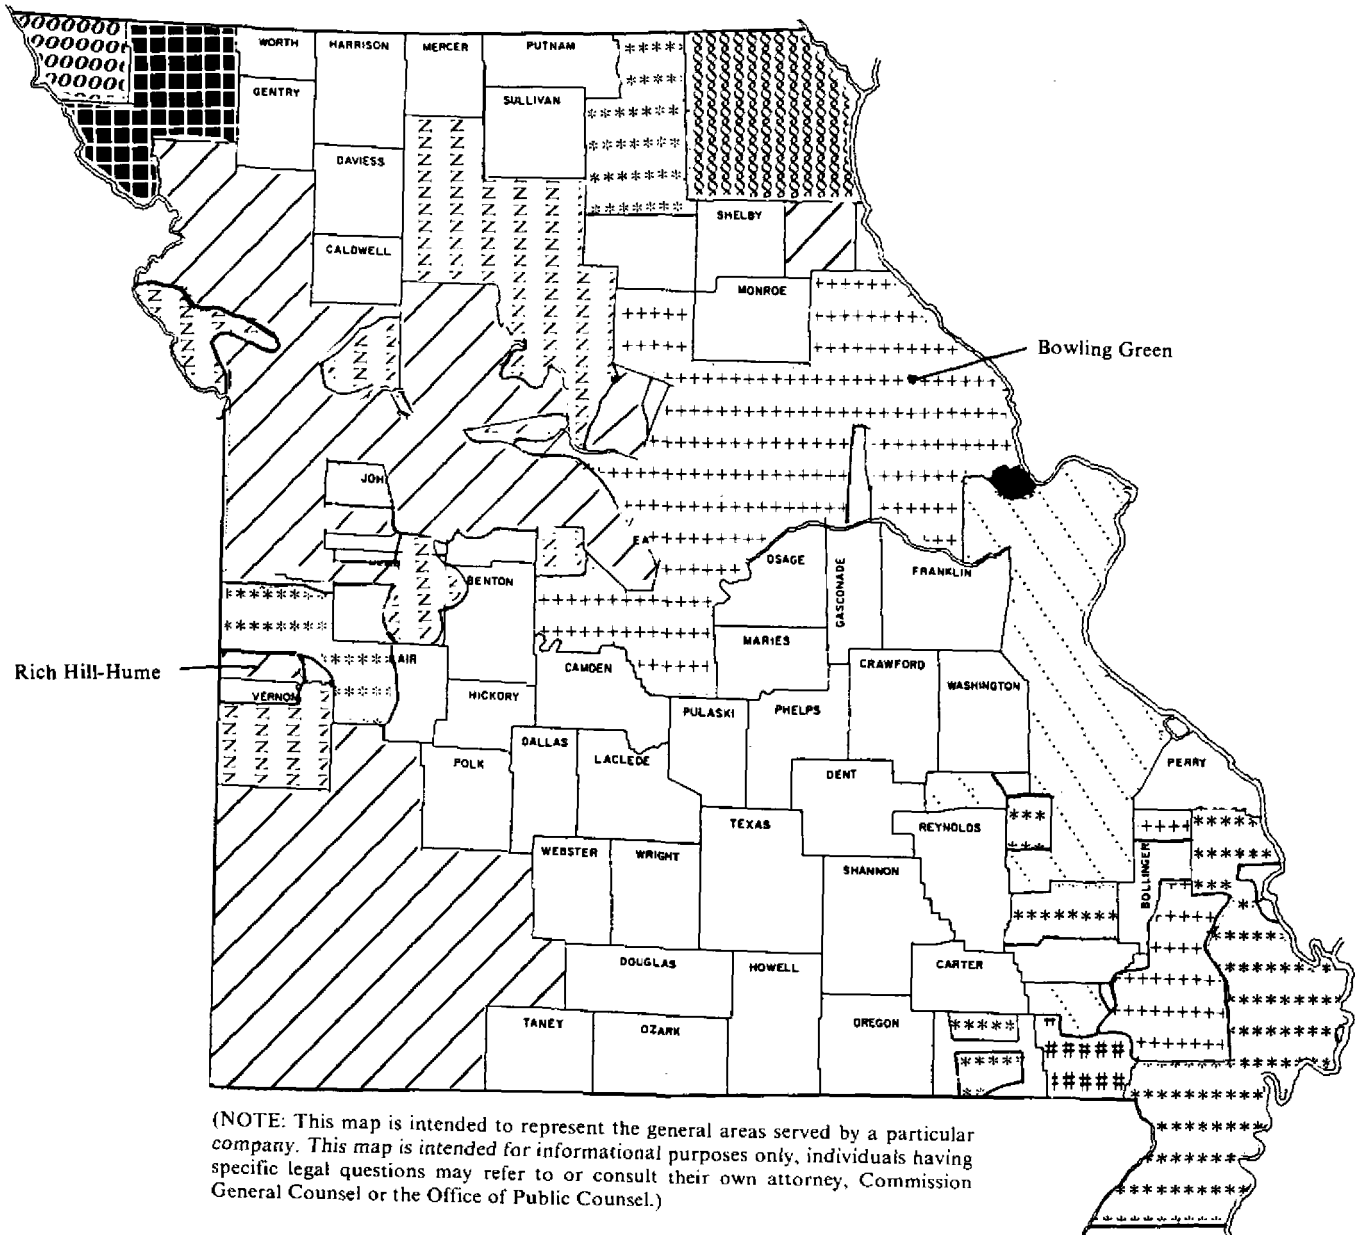 WORTH
HARRISON
MERCER
PUTNAM
GENTRY
SULLIVAN
DAVIESS
SHELBY
CALDWELL
MONROE
Bowling Green
JOH
EA
OSAGE
GASCONADE
FRANKLIN
BENTON
MARIES
Rich Hill-Hume
AIR
CAMDEN
CRAWFORD
VERNON
HICKORY
WASHINGTON
PULASKI
PHELPS
DALLAS
POLK
LACLEDE
DENT
PERRY
TEXAS
REYNOLDS
WEBSTER
WRIGHT
SHANNON
BOLLINGER
DOUGLAS
HOWELL
CARTER
TANEY
OZARK
OREGON
(NOTE: This map is intended to represent the general areas served by a particular
company. This map is intended for informational purposes only, individuals having
specific legal questions may refer to or consult their own attorney, Commission
General Counsel or the Office of Public Counsel.)